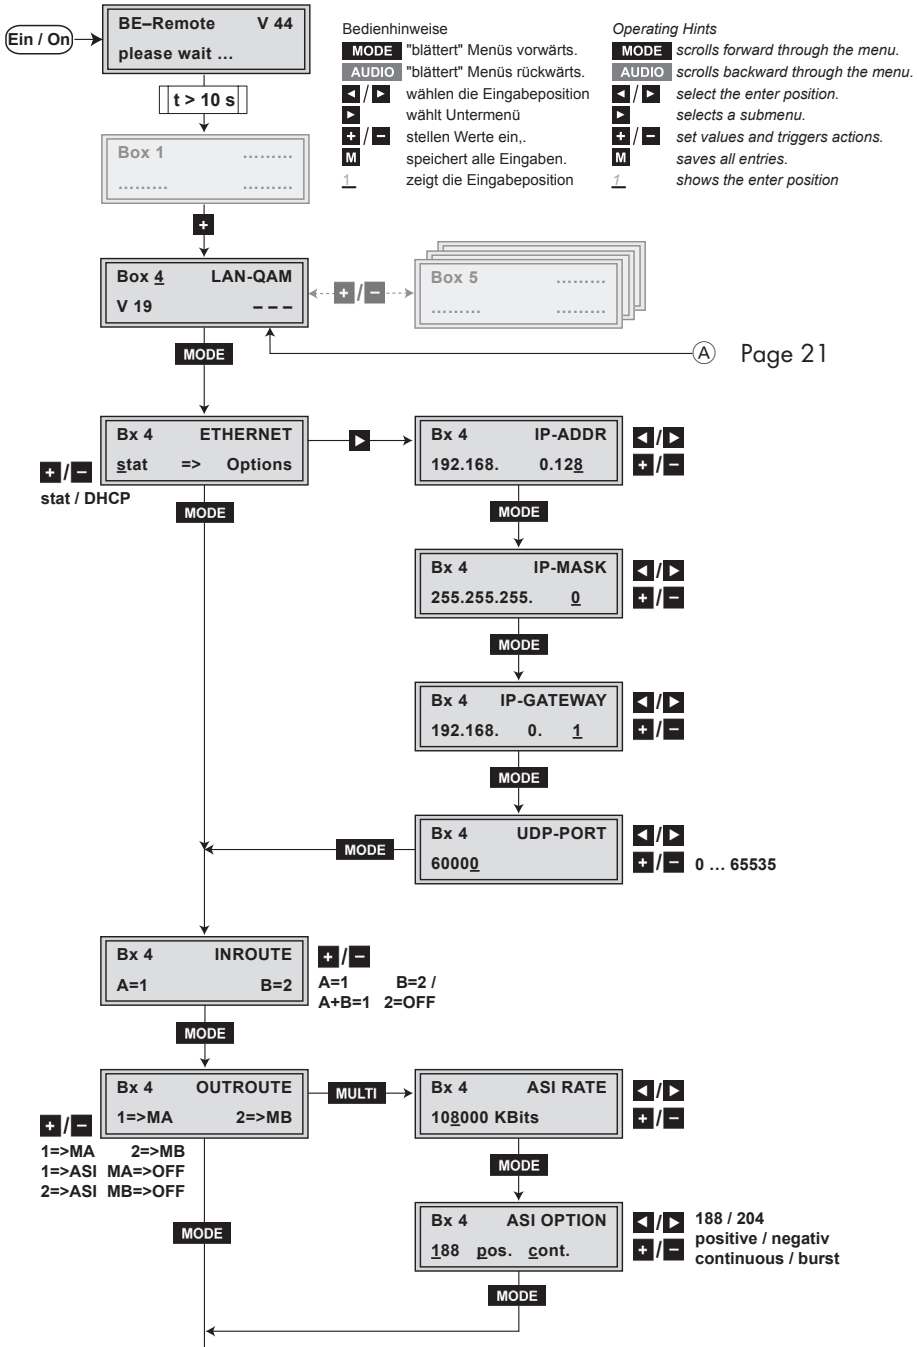 Ein / On
BE–Remote V 44
please wait ...
t > 10 s
Bedienhinweise
MODE "blättert" Menüs vorwärts.
AUDIO "blättert" Menüs rückwärts.
◄ / ► wählen die Eingabeposition
► wählt Untermenü
+ / – stellen Werte ein,.
M speichert alle Eingaben.
1 zeigt die Eingabeposition
Operating Hints
MODE scrolls forward through the menu.
AUDIO scrolls backward through the menu.
◄ / ► select the enter position.
► selects a submenu.
+ / – set values and triggers actions.
M saves all entries.
1 shows the enter position
Box 1 .........
......... .........
+
Box 4 LAN-QAM
V 19 – – –
+ / –
Box 5 .........
......... .........
MODE
A Page 21
Bx 4 ETHERNET
stat => Options
+ / –
stat / DHCP
►
Bx 4 IP-ADDR
192.168. 0.128
◄ / ►
+ / –
MODE
MODE
Bx 4 IP-MASK
255.255.255. 0
◄ / ►
+ / –
MODE
Bx 4 IP-GATEWAY
192.168. 0. 1
◄ / ►
+ / –
MODE
Bx 4 UDP-PORT
60000
◄ / ►
+ / – 0 ... 65535
MODE
Bx 4 INROUTE
A=1 B=2
+ / –
A=1 B=2 /
A+B=1 2=OFF
MODE
Bx 4 OUTROUTE
1=>MA 2=>MB
+ / –
1=>MA 2=>MB
1=>ASI MA=>OFF
2=>ASI MB=>OFF
MULTI
Bx 4 ASI RATE
108000 KBits
◄ / ►
+ / –
MODE
MODE
Bx 4 ASI OPTION
188 pos. cont.
◄ / ►
+ / –
188 / 204
positive / negativ
continuous / burst
MODE